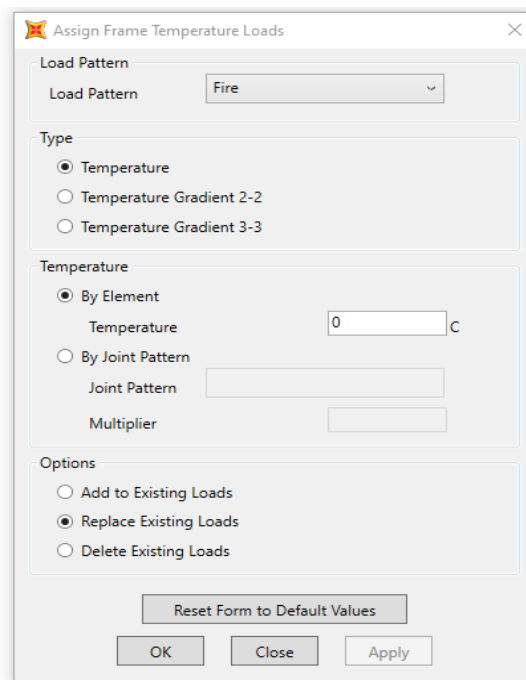 Assign Frame Temperature Loads
Load Pattern
Load Pattern Fire
Type
Temperature
Temperature Gradient 2-2
Temperature Gradient 3-3
Temperature
By Element
Temperature 0 C
By Joint Pattern
Joint Pattern
Multiplier
Options
Add to Existing Loads
Replace Existing Loads
Delete Existing Loads
Reset Form to Default Values
OK Close Apply